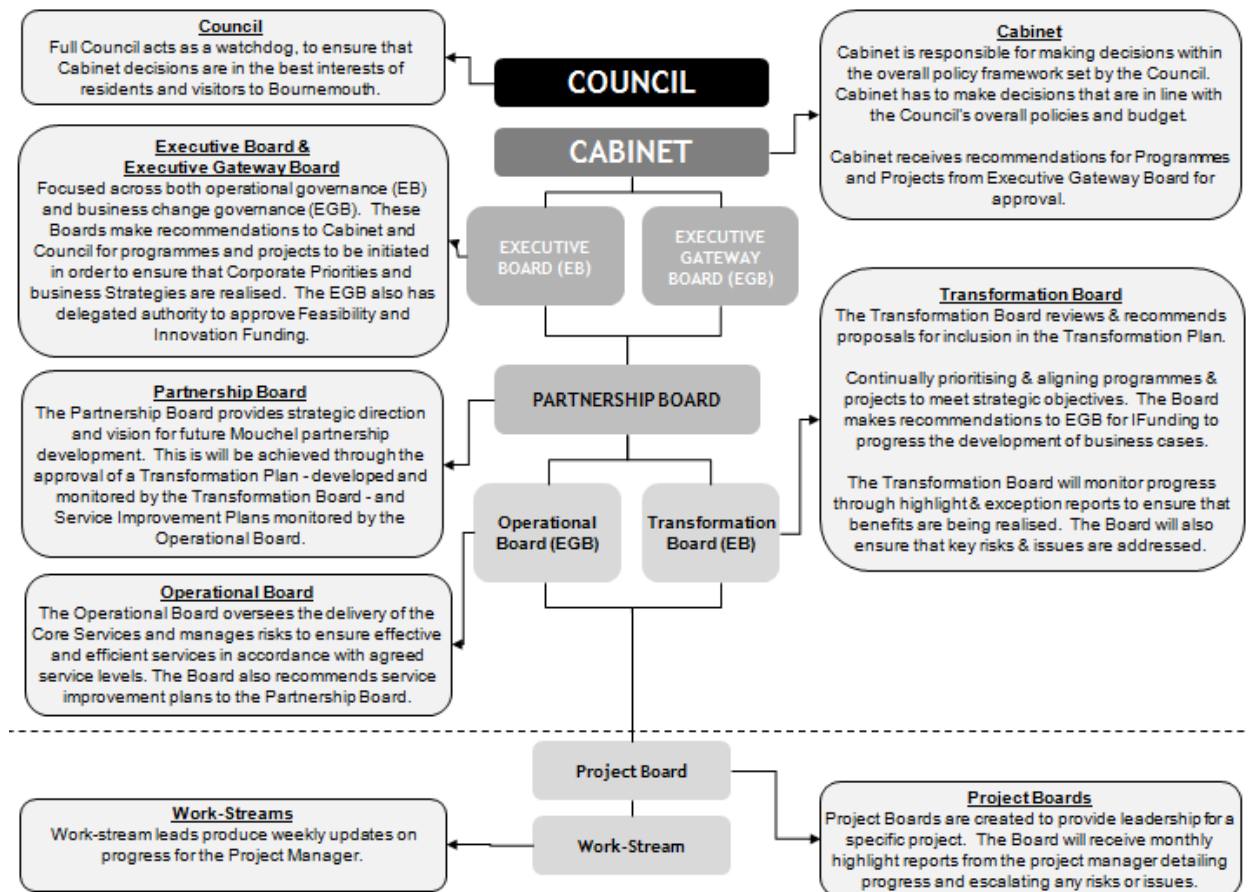 Council
Full Council acts as a watchdog, to ensure that
Cabinet decisions are in the best interests of
residents and visitors to Bournemouth.
COUNCIL
Cabinet
Cabinet is responsible for making decisions within
the overall policy framework set by the Council.
Cabinet has to make decisions that are in line with
the Council's overall policies and budget.
Cabinet receives recommendations for Programmes
and Projects from Executive Gateway Board for
approval.
CABINET
Executive Board &
Executive Gateway Board
Focused across both operational governance (EB)
and business change governance (EGB). These
Boards make recommendations to Cabinet and
Council for programmes and projects to be initiated
in order to ensure that Corporate Priorities and
business Strategies are realised. The EGB also has
delegated authority to approve Feasibility and
Innovation Funding.
EXECUTIVE
BOARD (EB)
EXECUTIVE
GATEWAY
BOARD (EGB)
Transformation Board
The Transformation Board reviews & recommends
proposals for inclusion in the Transformation Plan.
Continually prioritising & aligning programmes &
projects to meet strategic objectives. The Board
makes recommendations to EGB for IFunding to
progress the development of business cases.
The Transformation Board will monitor progress
through highlight & exception reports to ensure that
benefits are being realised. The Board will also
ensure that key risks & issues are addressed.
Partnership Board
The Partnership Board provides strategic direction
and vision for future Mouchel partnership
development. This is will be achieved through the
approval of a Transformation Plan - developed and
monitored by the Transformation Board - and
Service Improvement Plans monitored by the
Operational Board.
PARTNERSHIP BOARD
Operational
Board (EGB)
Transformation
Board (EB)
Operational Board
The Operational Board oversees the delivery of the
Core Services and manages risks to ensure effective
and efficient services in accordance with agreed
service levels. The Board also recommends service
improvement plans to the Partnership Board.
Project Board
Work-Stream
Work-Streams
Work-stream leads produce weekly updates on
progress for the Project Manager.
Project Boards
Project Boards are created to provide leadership for a
specific project. The Board will receive monthly
highlight reports from the project manager detailing
progress and escalating any risks or issues.